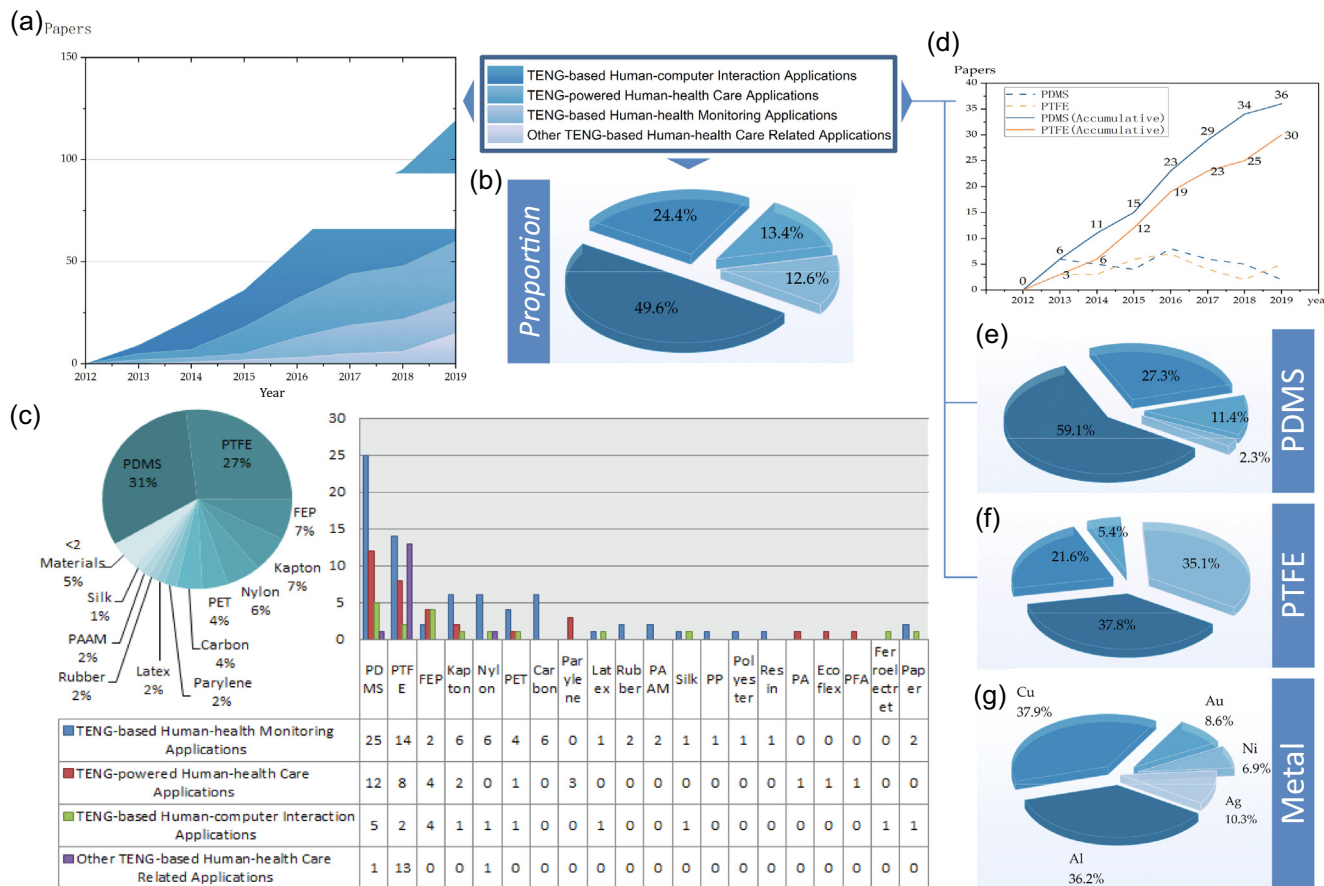 (a)
Papers
150
100
50
0
2012 2013 2014 2015 2016 2017 2018 2019
Year
TENG-based Human-computer Interaction Applications
TENG-powered Human-health Care Applications
TENG-based Human-health Monitoring Applications
Other TENG-based Human-health Care Related Applications
(b)
Proportion
24.4%
13.4%
12.6%
49.6%
(c)
PTFE
27%
PDMS
31%
FEP
7%
<2
Materials
5%
Kapton
7%
Silk
1%
Nylon
6%
PET
4%
PAAM
2%
Carbon
4%
Rubber
2%
Latex
2%
Parylene
2%
30
25
20
15
10
5
0
PD
MS
PTF
E
FEP
Kap
ton
Nyl
on
PET
Car
bon
Par
yle
ne
Lat
ex
Rub
ber
PA
AM
Silk
PP
Pol
yes
ter
Res
in
PA
Eco
flex
PFA
Fer
roel
ectr
et
Pap
er
TENG-based Human-health Monitoring
Applications
25 14 2 6 6 4 6 0 1 2 2 1 1 1 1 0 0 0 0 2
TENG-powered Human-health Care
Applications
12 8 4 2 0 1 0 3 0 0 0 0 0 0 0 1 1 1 0 0
TENG-based Human-computer Interaction
Applications
5 2 4 1 1 1 0 0 1 0 0 1 0 0 0 0 0 0 1 1
Other TENG-based Human-health Care
Related Applications
1 13 0 0 1 0 0 0 0 0 0 0 0 0 0 0 0 0 0 0
(d)
Papers
40
35
30
25
20
15
10
5
0
PDMS
PTFE
PDMS(Accumulative)
PTFE(Accumulative)
0
6
11
15
23
29
34
36
3
6
12
19
23
25
30
2012 2013 2014 2015 2016 2017 2018 2019 year
(e)
27.3%
11.4%
59.1%
2.3%
PDMS
(f)
5.4%
21.6%
35.1%
37.8%
PTFE
(g)
Cu
37.9%
Au
8.6%
Ni
6.9%
Ag
10.3%
Al
36.2%
Metal